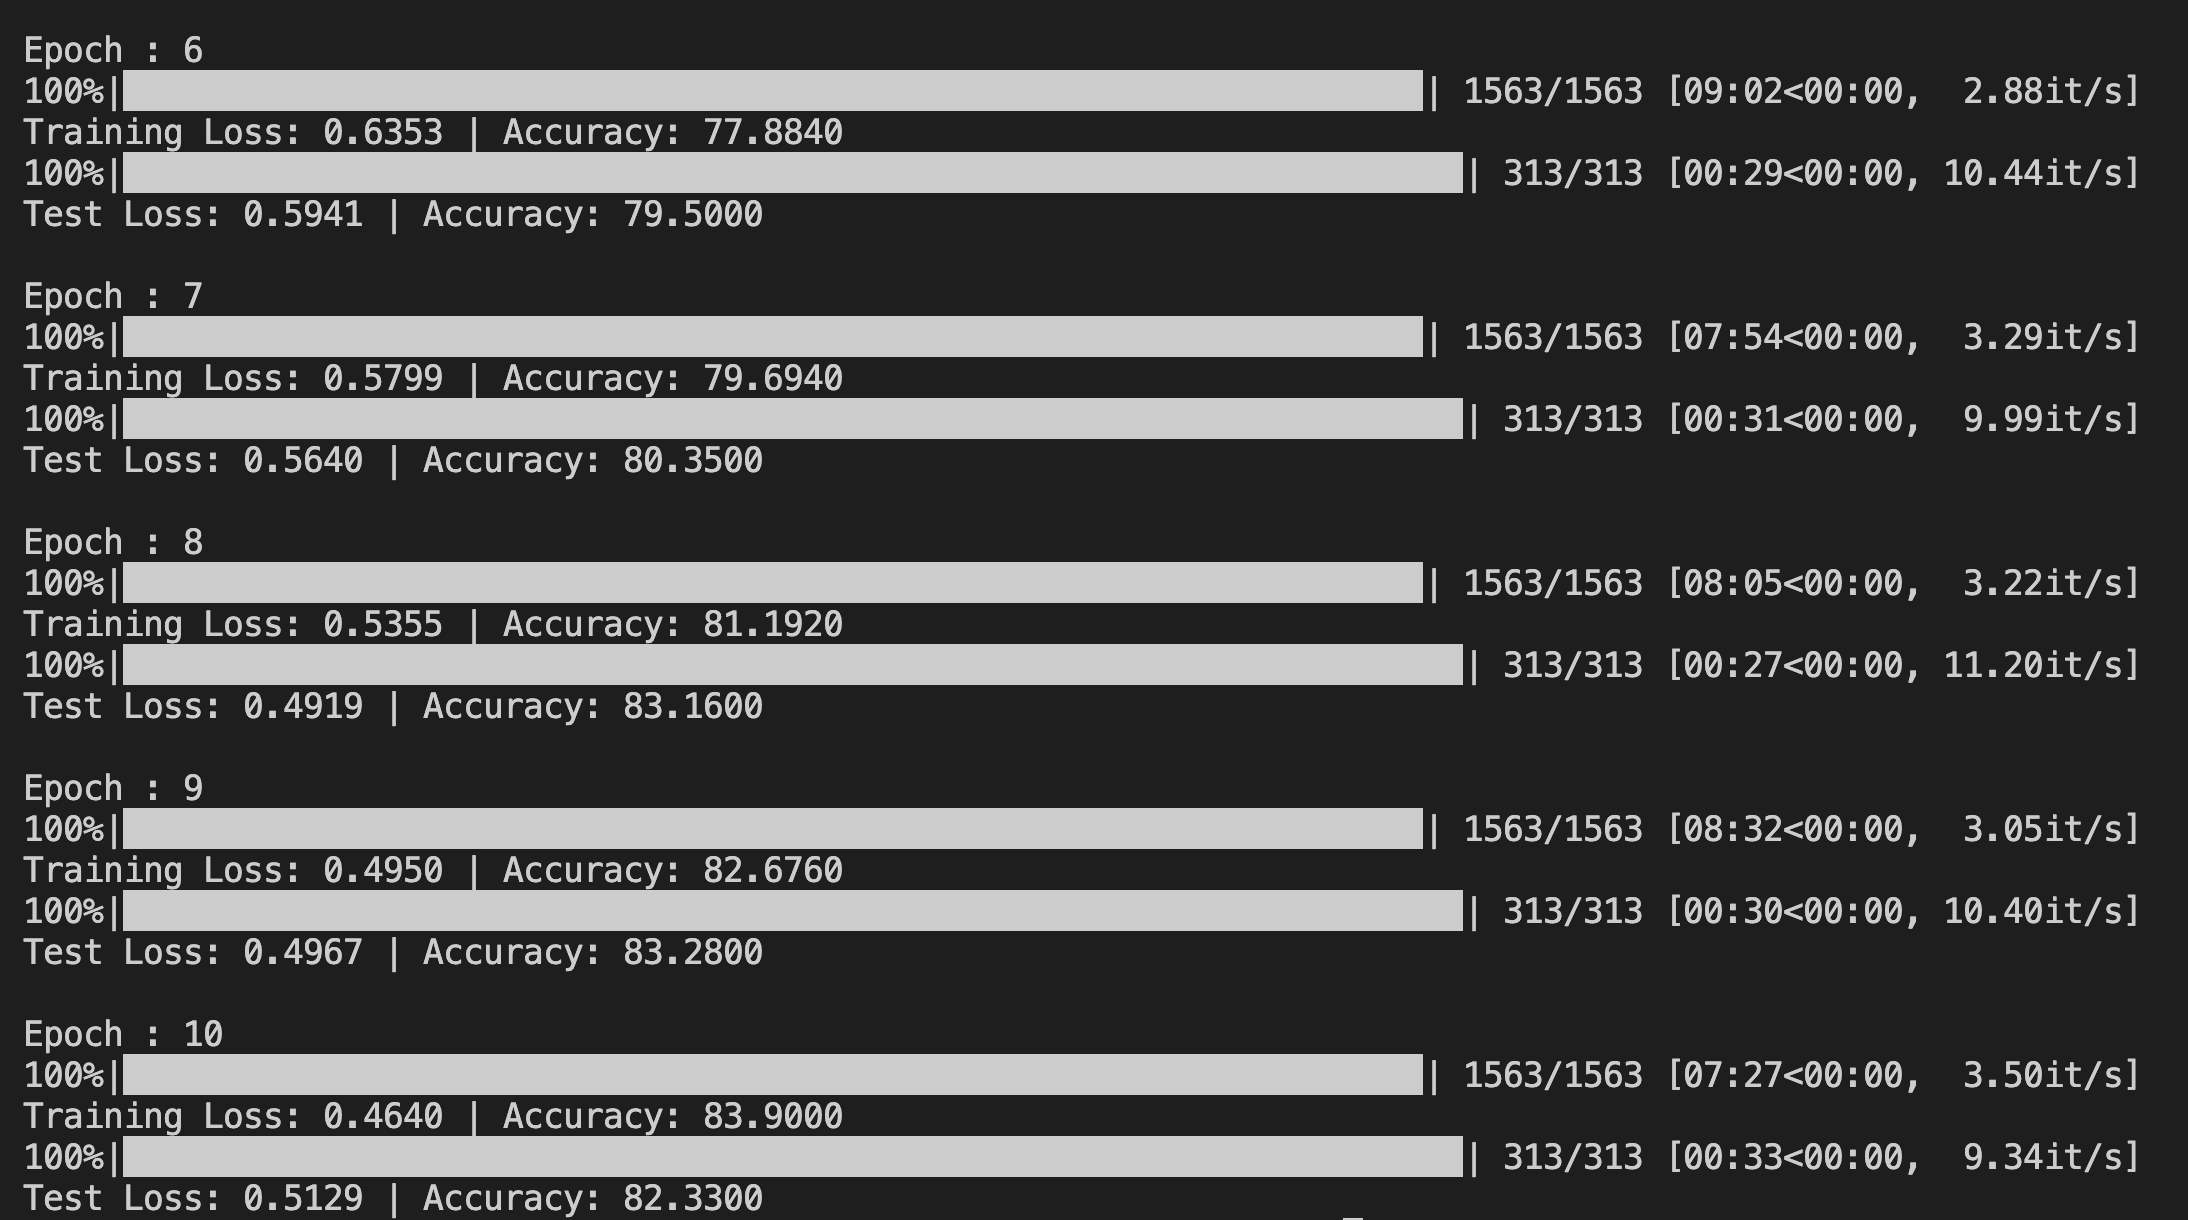 Epoch : 6
100%|██████████| 1563/1563 [09:02<00:00,  2.88it/s]
Training Loss: 0.6353 | Accuracy: 77.8840
100%|██████████| 313/313 [00:29<00:00, 10.44it/s]
Test Loss: 0.5941 | Accuracy: 79.5000

Epoch : 7
100%|██████████| 1563/1563 [07:54<00:00,  3.29it/s]
Training Loss: 0.5799 | Accuracy: 79.6940
100%|██████████| 313/313 [00:31<00:00,  9.99it/s]
Test Loss: 0.5640 | Accuracy: 80.3500

Epoch : 8
100%|██████████| 1563/1563 [08:05<00:00,  3.22it/s]
Training Loss: 0.5355 | Accuracy: 81.1920
100%|██████████| 313/313 [00:27<00:00, 11.20it/s]
Test Loss: 0.4919 | Accuracy: 83.1600

Epoch : 9
100%|██████████| 1563/1563 [08:32<00:00,  3.05it/s]
Training Loss: 0.4950 | Accuracy: 82.6760
100%|██████████| 313/313 [00:30<00:00, 10.40it/s]
Test Loss: 0.4967 | Accuracy: 83.2800

Epoch : 10
100%|██████████| 1563/1563 [07:27<00:00,  3.50it/s]
Training Loss: 0.4640 | Accuracy: 83.9000
100%|██████████| 313/313 [00:33<00:00,  9.34it/s]
Test Loss: 0.5129 | Accuracy: 82.3300